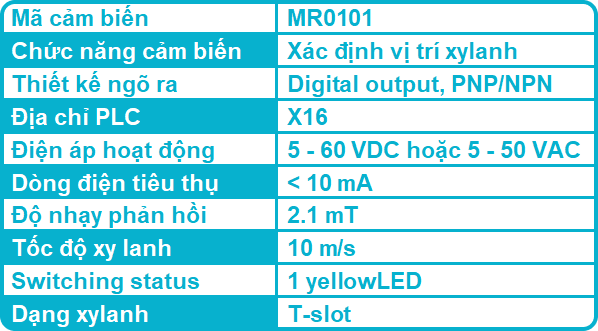 Mã cảm biến MR0101
Chức năng cảm biến Xác định vị trí xylanh
Thiết kế ngõ ra Digital output, PNP/NPN
Địa chỉ PLC X16
Điện áp hoạt động 5 - 60 VDC hoặc 5 - 50 VAC
Dòng điện tiêu thụ < 10 mA
Độ nhạy phản hồi 2.1 mT
Tốc độ xy lanh 10 m/s
Switching status 1 yellowLED
Dạng xylanh T-slot